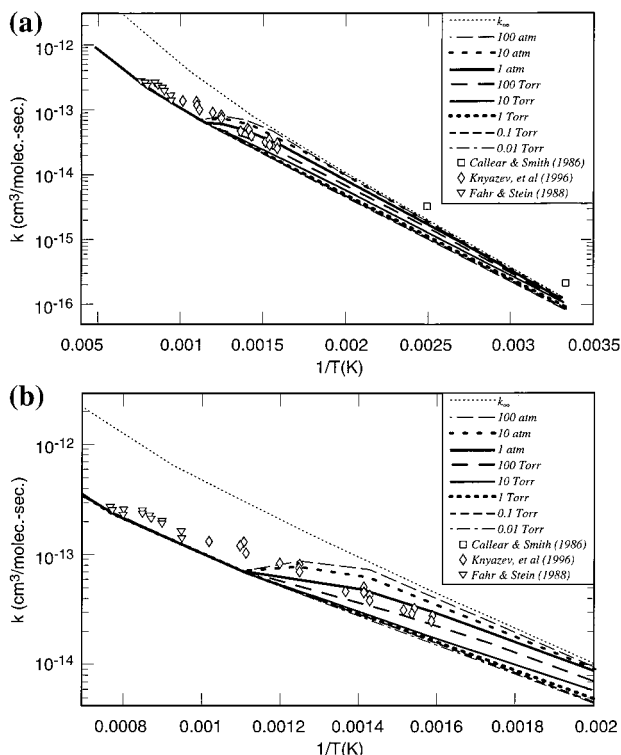 (a)
10⁻¹²
10⁻¹³
10⁻¹⁴
10⁻¹⁵
10⁻¹⁶
k (cm³/molec.-sec.)
k∞
100 atm
10 atm
1 atm
100 Torr
10 Torr
1 Torr
0.1 Torr
0.01 Torr
Callear & Smith (1986)
Knyazev, et al (1996)
Fahr & Stein (1988)
0.005 0.001 0.0015 0.002 0.0025 0.003 0.0035
1/T(K)
(b)
10⁻¹²
10⁻¹³
10⁻¹⁴
k (cm³/molec.-sec.)
k∞
100 atm
10 atm
1 atm
100 Torr
10 Torr
1 Torr
0.1 Torr
0.01 Torr
Callear & Smith (1986)
Knyazev, et al (1996)
Fahr & Stein (1988)
0.0008 0.001 0.0012 0.0014 0.0016 0.0018 0.002
1/T(K)